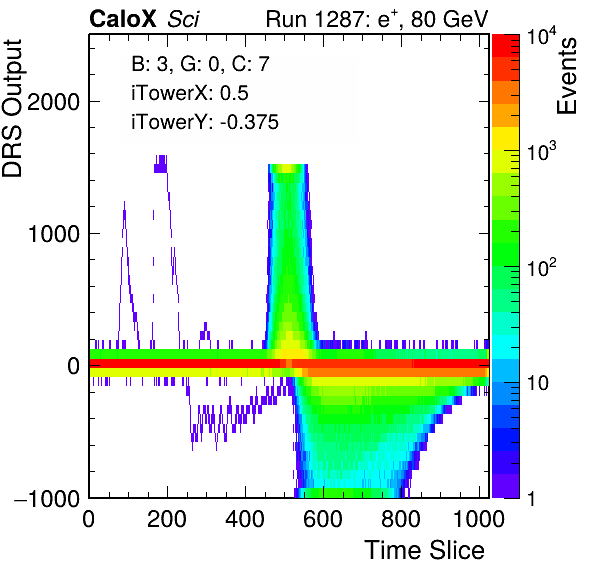 CaloX Sci Run 1287: e⁺, 80 GeV
B: 3, G: 0, C: 7
iTowerX: 0.5
iTowerY: -0.375
DRS Output
2000
1000
0
−1000
0 200 400 600 800 1000
Time Slice
Events
10⁴
10³
10²
10
1